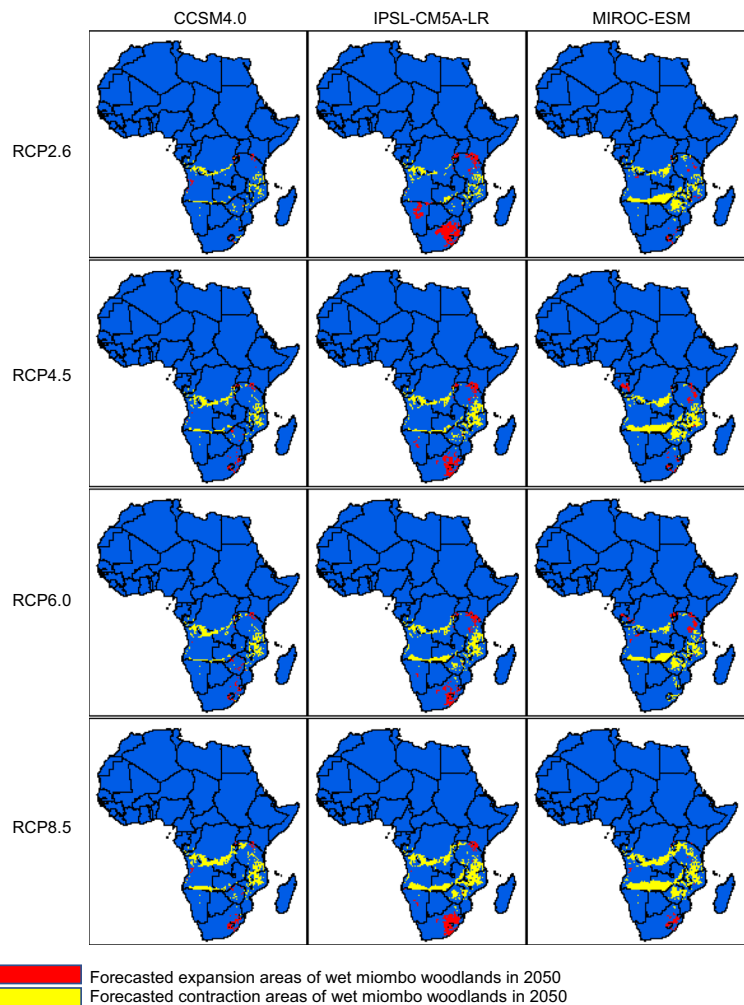 CCSM4.0 IPSL-CM5A-LR MIROC-ESM
RCP2.6
RCP4.5
RCP6.0
RCP8.5
Forecasted expansion areas of wet miombo woodlands in 2050
Forecasted contraction areas of wet miombo woodlands in 2050